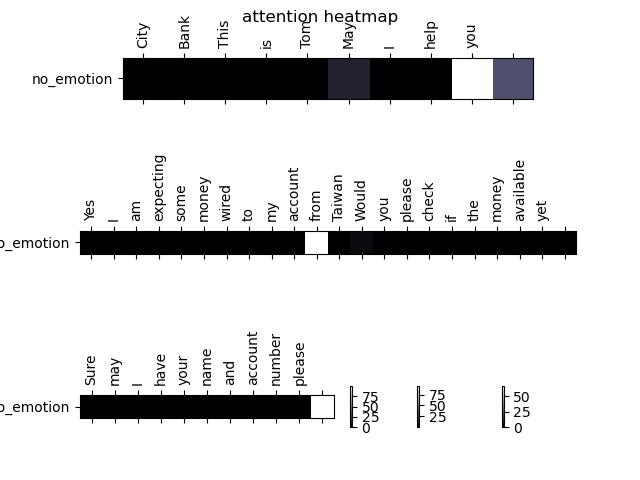 attention heatmap
City Bank This is Tom May I help you
no_emotion
Yes I am expecting some money wired to my account from Taiwan Would you please check if the money available yet
o_emotion
Sure may I have your name and account number please
o_emotion
75 50 25 0
75 50 25
50 25 0